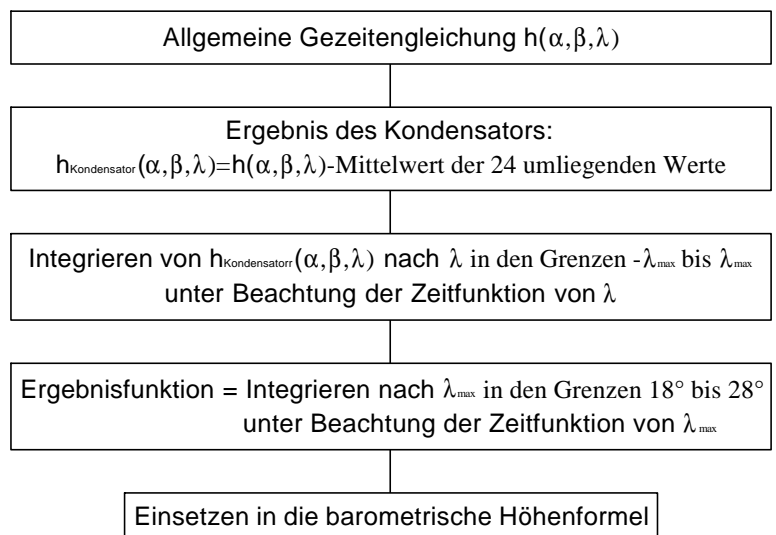 Allgemeine Gezeitengleichung h(α,β,λ)
Ergebnis des Kondensators:
hKondensator(α,β,λ)=h(α,β,λ)-Mittelwert der 24 umliegenden Werte
Integrieren von hKondensatorr(α,β,λ) nach λ in den Grenzen -λmax bis λmax
unter Beachtung der Zeitfunktion von λ
Ergebnisfunktion = Integrieren nach λmax in den Grenzen 18° bis 28°
unter Beachtung der Zeitfunktion von λmax
Einsetzen in die barometrische Höhenformel